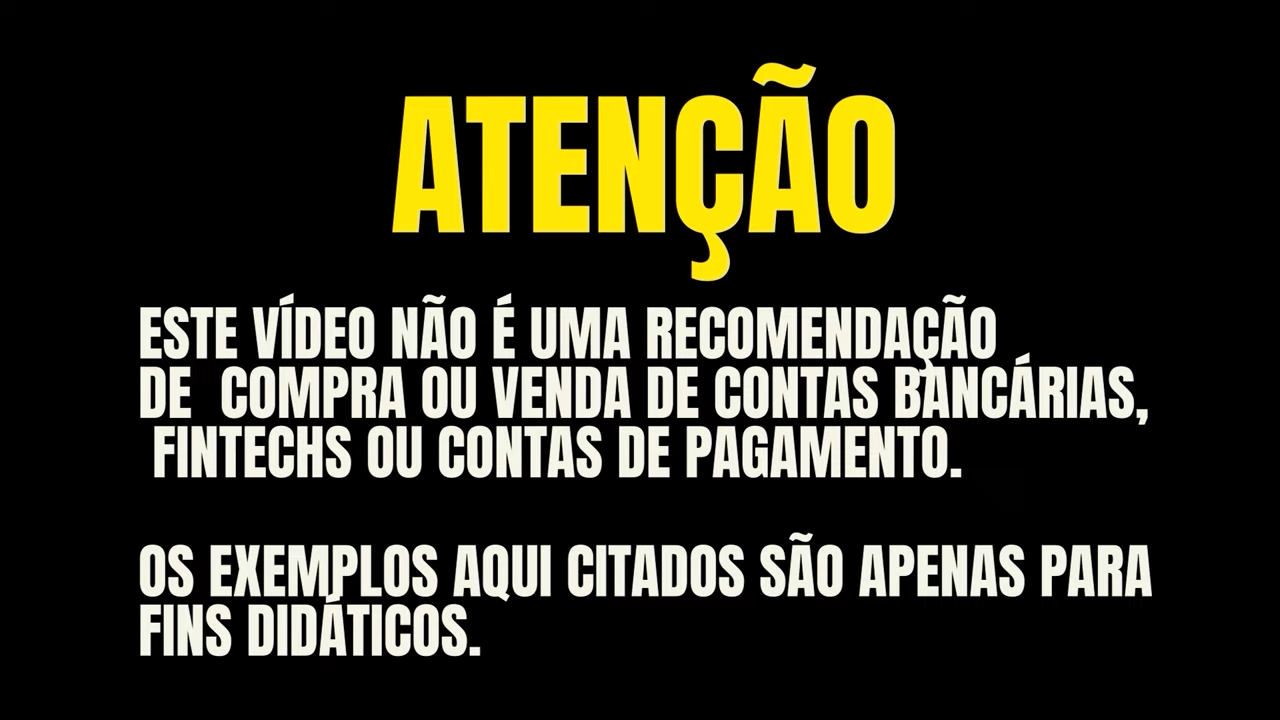 ATENÇÃO
ESTE VÍDEO NÃO É UMA RECOMENDAÇÃO
DE COMPRA OU VENDA DE CONTAS BANCÁRIAS,
FINTECHS OU CONTAS DE PAGAMENTO.
OS EXEMPLOS AQUI CITADOS SÃO APENAS PARA
FINS DIDÁTICOS.